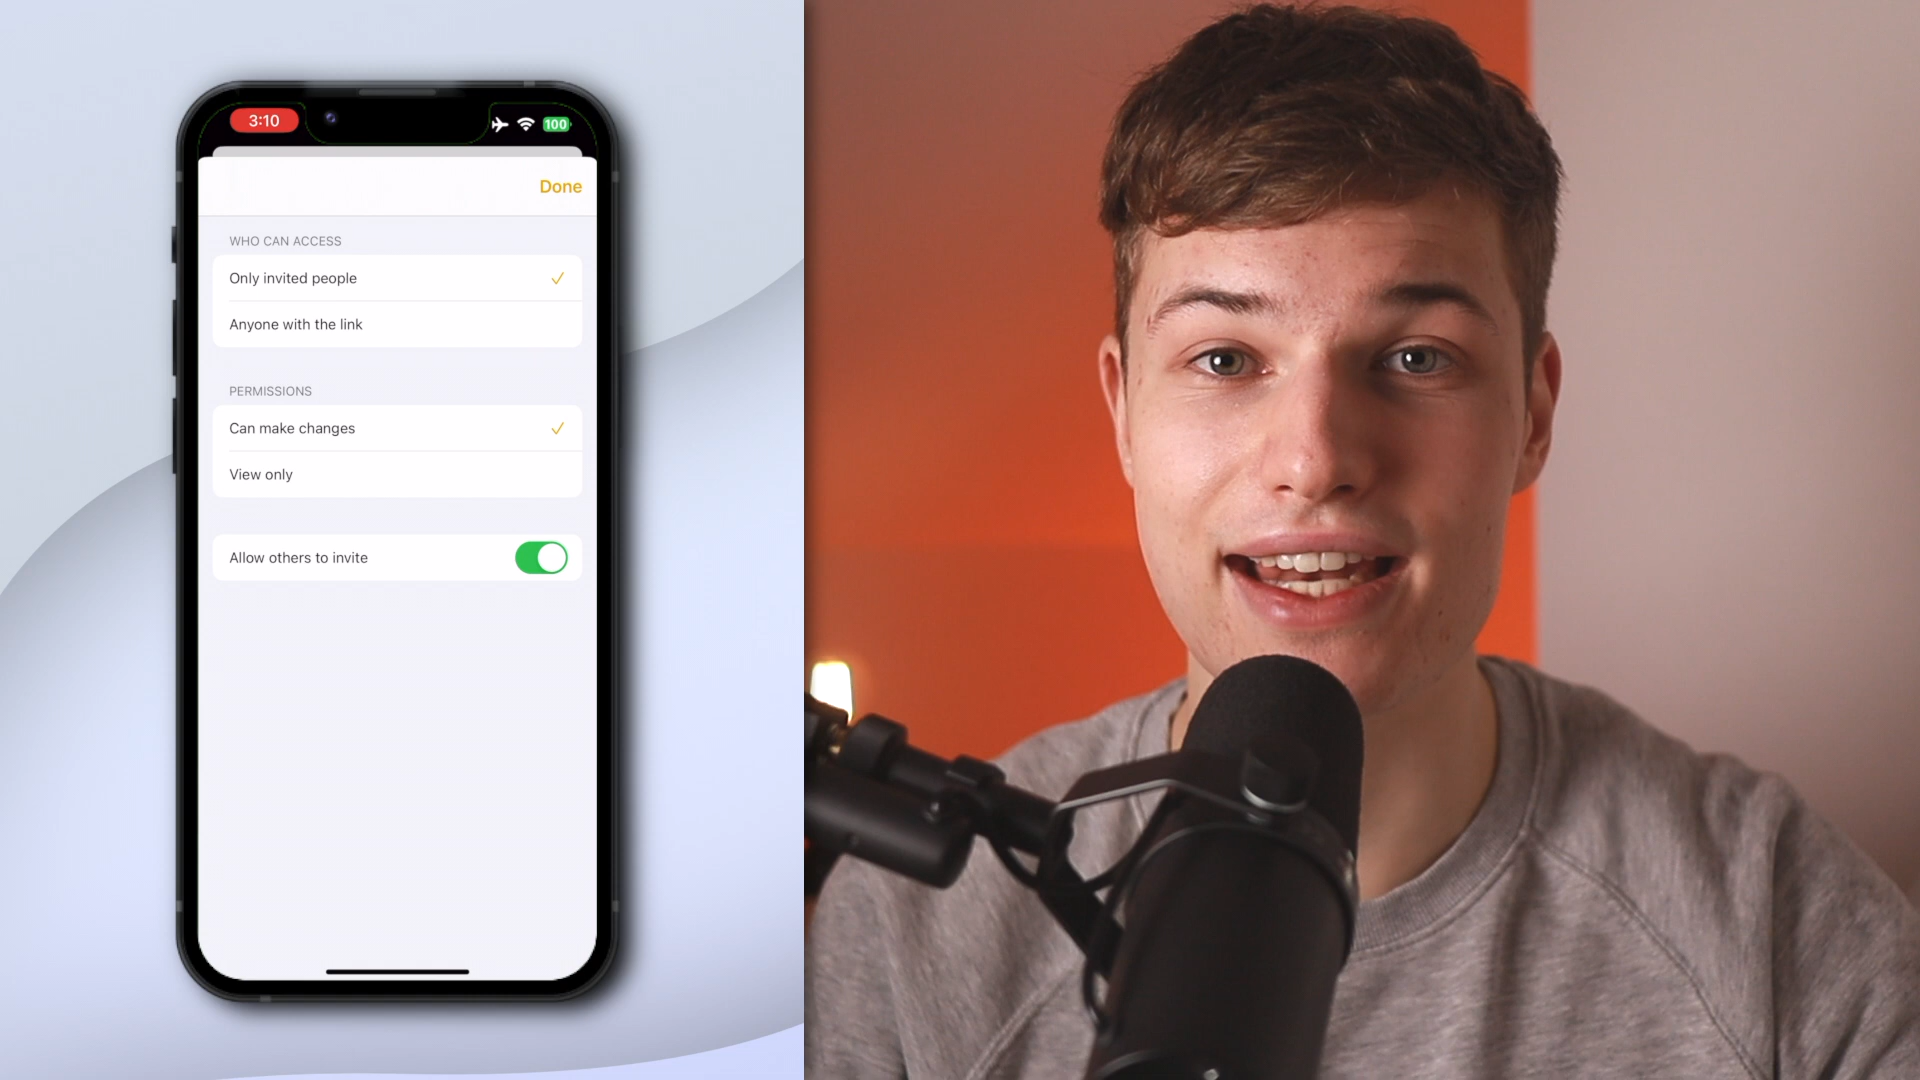 3:10
100
Done
WHO CAN ACCESS
Only invited people
Anyone with the link
PERMISSIONS
Can make changes
View only
Allow others to invite